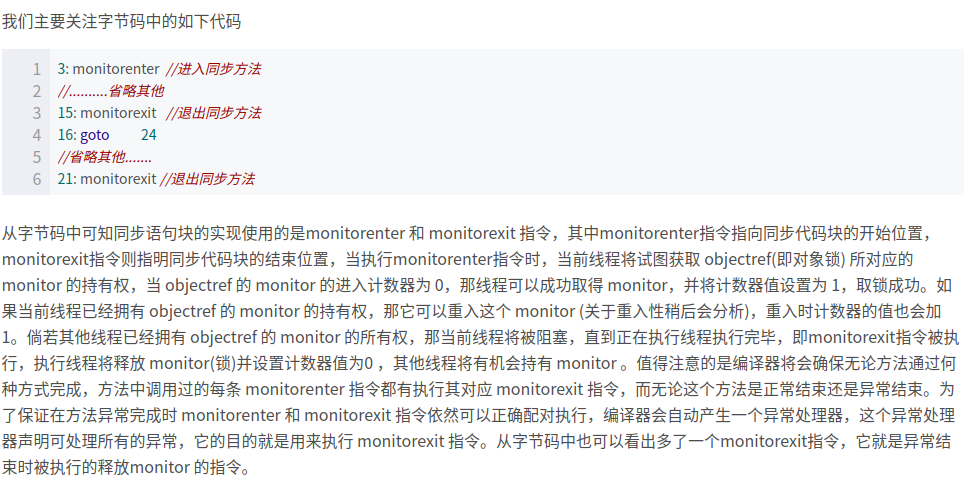 我们主要关注字节码中的如下代码
1 3: monitorenter //进入同步方法
2 //..........省略其他
3 15: monitorexit //退出同步方法
4 16: goto 24
5 //省略其他.......
6 21: monitorexit //退出同步方法
从字节码中可知同步语句块的实现使用的是monitorenter 和 monitorexit 指令，其中monitorenter指令指向同步代码块的开始位置，
monitorexit指令则指明同步代码块的结束位置，当执行monitorenter指令时，当前线程将试图获取 objectref(即对象锁) 所对应的
monitor 的持有权，当 objectref 的 monitor 的进入计数器为 0，那线程可以成功取得 monitor，并将计数器值设置为 1，取锁成功。如
果当前线程已经拥有 objectref 的 monitor 的持有权，那它可以重入这个 monitor (关于重入性稍后会分析)，重入时计数器的值也会加
1。倘若其他线程已经拥有 objectref 的 monitor 的所有权，那当前线程将被阻塞，直到正在执行线程执行完毕，即monitorexit指令被执
行，执行线程将释放 monitor(锁)并设置计数器值为0 ，其他线程将有机会持有 monitor 。值得注意的是编译器将会确保无论方法通过何
种方式完成，方法中调用过的每条 monitorenter 指令都有执行其对应 monitorexit 指令，而无论这个方法是正常结束还是异常结束。为
了保证在方法异常完成时 monitorenter 和 monitorexit 指令依然可以正确配对执行，编译器会自动产生一个异常处理器，这个异常处理
器声明可处理所有的异常，它的目的就是用来执行 monitorexit 指令。从字节码中也可以看出多了一个monitorexit指令，它就是异常结
束时被执行的释放monitor 的指令。